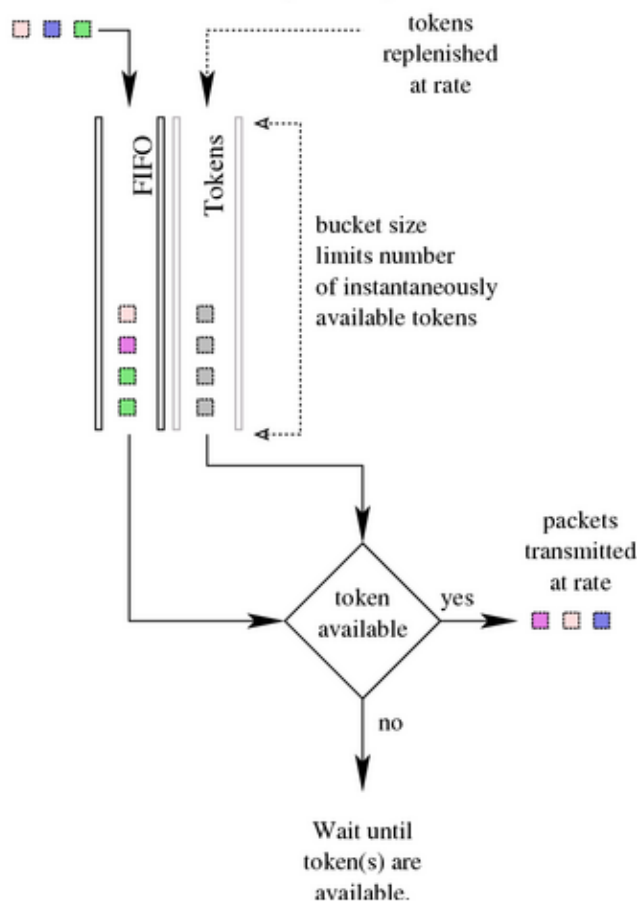 tokens
replenished
at rate
FIFO
Tokens
bucket size
limits number
of instantaneously
available tokens
packets
transmitted
at rate
token
available
yes
no
Wait until
token(s) are
available.